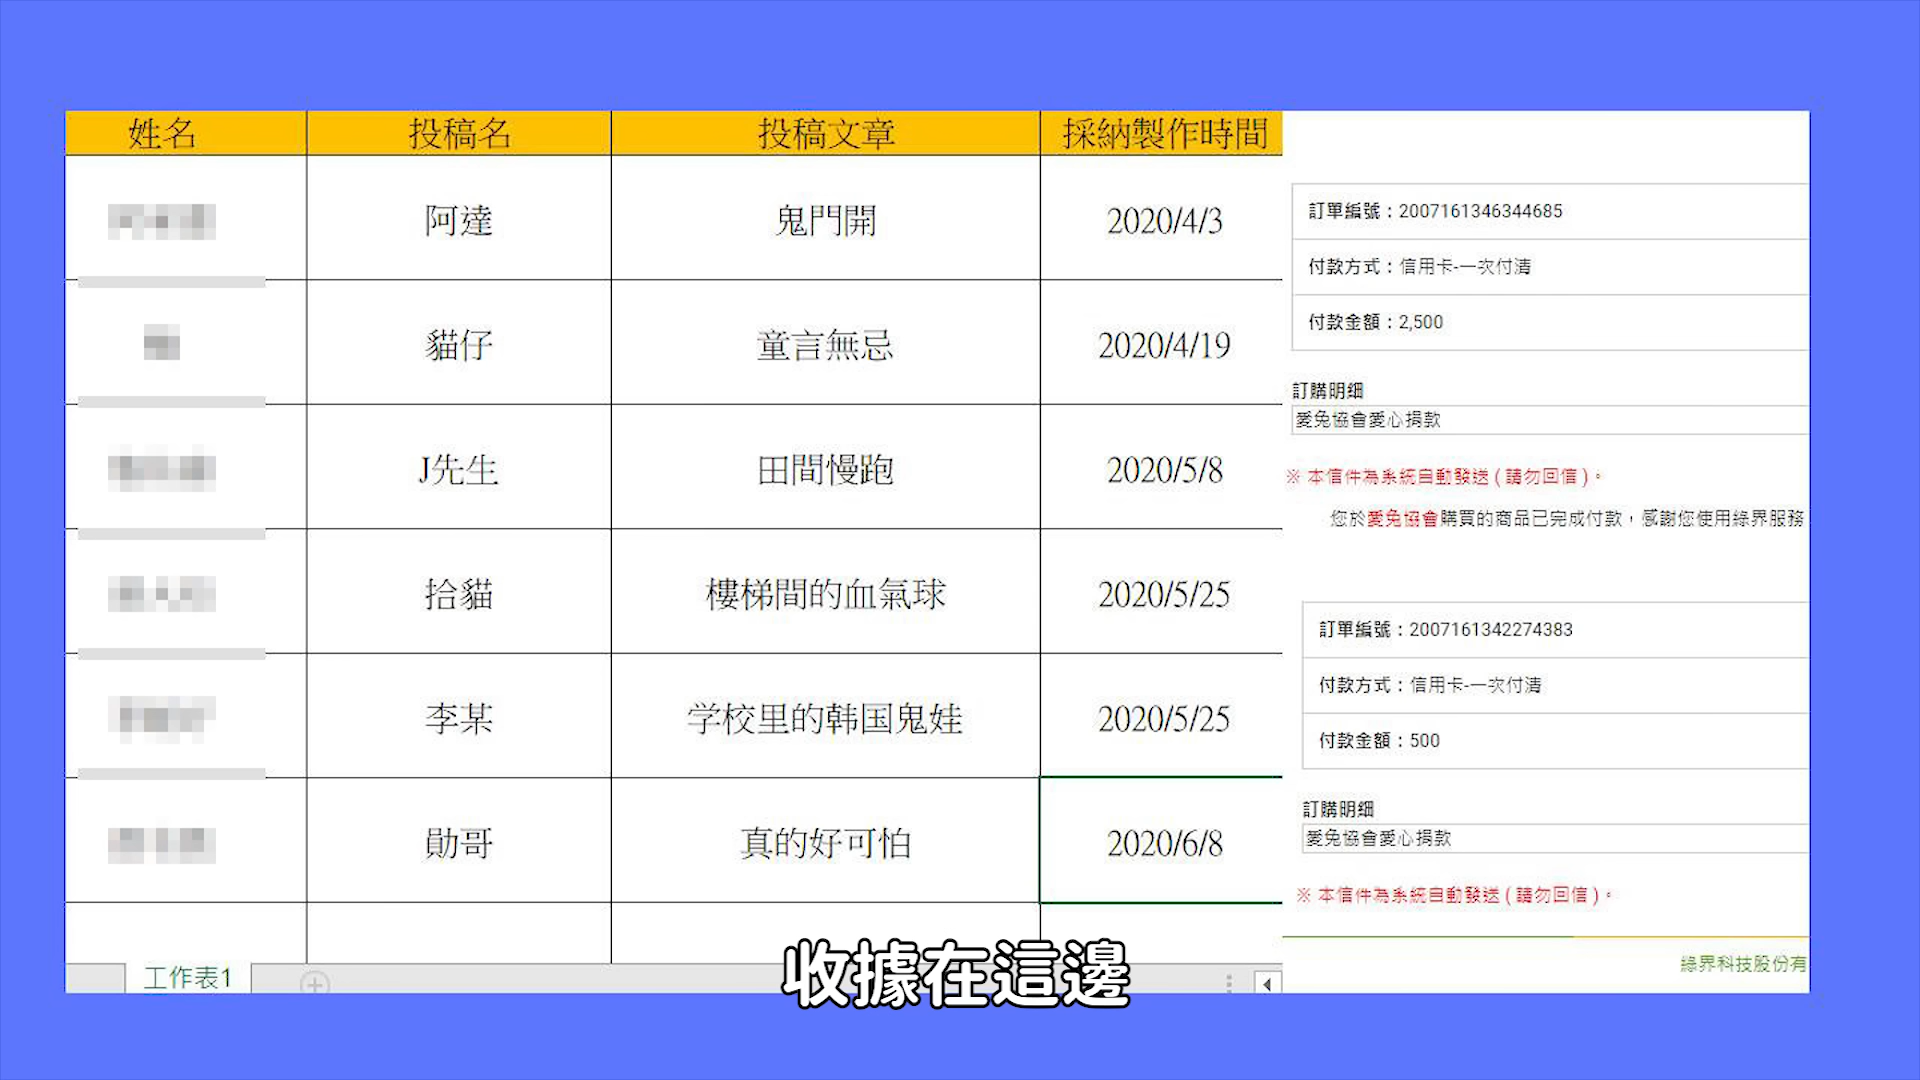 姓名 投稿名 投稿文章 採納製作時間
阿達 鬼門開 2020/4/3
貓仔 童言無忌 2020/4/19
J先生 田間慢跑 2020/5/8
拾貓 樓梯間的血氣球 2020/5/25
李某 学校里的韩国鬼娃 2020/5/25
勛哥 真的好可怕 2020/6/8
工作表1
訂單編號：2007161346344685
付款方式：信用卡-一次付清
付款金額：2,500
訂購明細
愛兔協會愛心捐款
※ 本信件為系統自動發送 ( 請勿回信 ) 。
您於愛兔協會購買的商品已完成付款，感謝您使用綠界服務
訂單編號：2007161342274383
付款方式：信用卡-一次付清
付款金額：500
訂購明細
愛兔協會愛心捐款
※ 本信件為系統自動發送 ( 請勿回信 ) 。
綠界科技股份有
收據在這邊